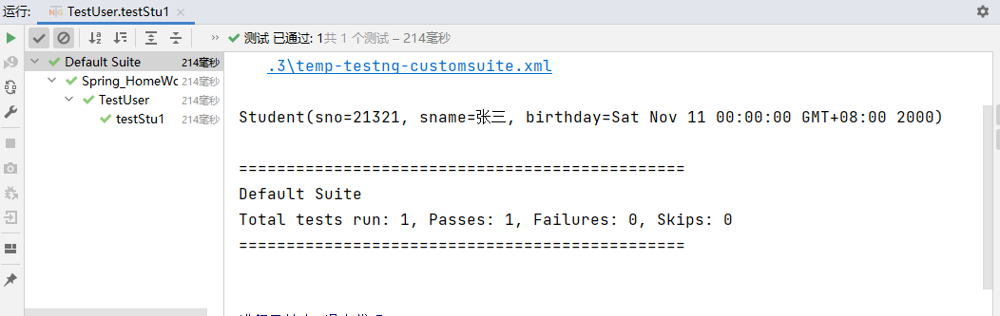 运行: TestUser.testStu1
测试 已通过: 1共 1 个测试 – 214毫秒
Default Suite 214毫秒
Spring_HomeWc 214毫秒
TestUser 214毫秒
testStu1 214毫秒
.3\temp-testng-customsuite.xml
Student(sno=21321, sname=张三, birthday=Sat Nov 11 00:00:00 GMT+08:00 2000)
===============================================
Default Suite
Total tests run: 1, Passes: 1, Failures: 0, Skips: 0
===============================================